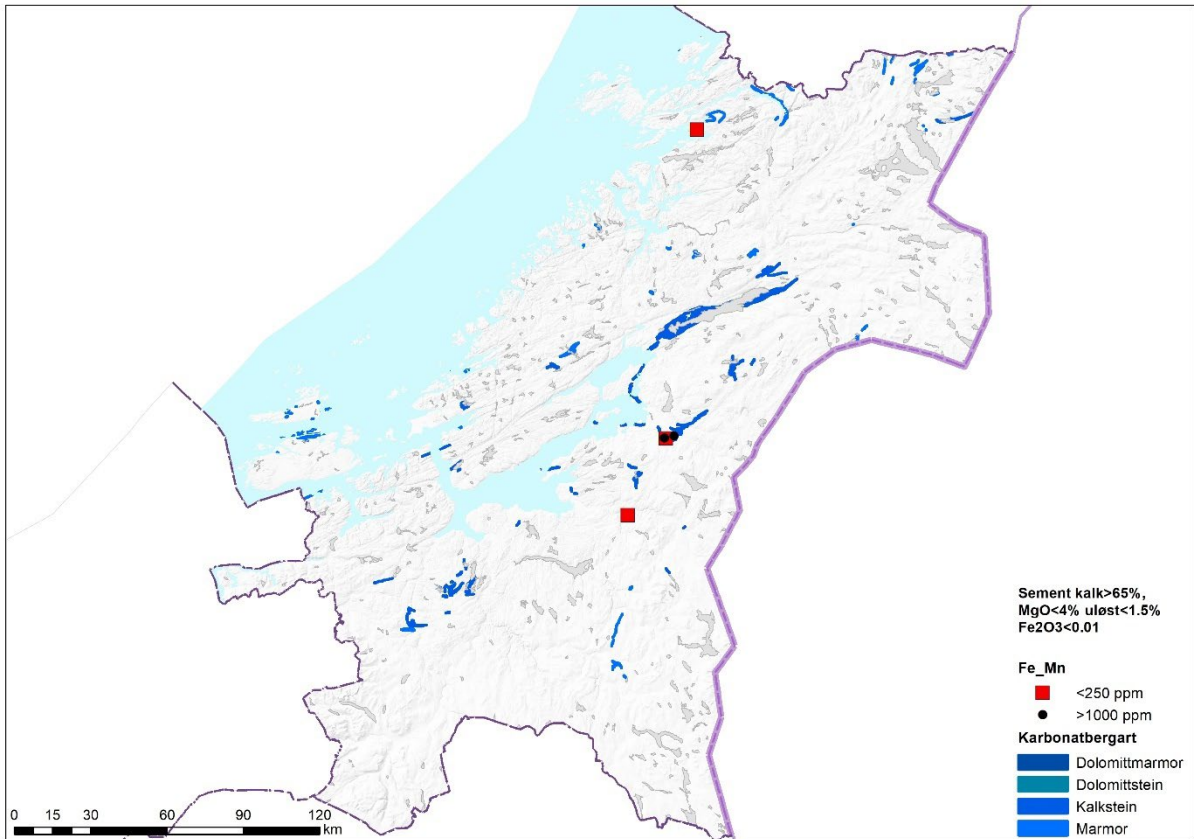 Sement kalk>65%,
MgO<4% uløst<1.5%
Fe2O3<0.01
Fe_Mn
<250 ppm
>1000 ppm
Karbonatbergart
Dolomittmarmor
Dolomittstein
Kalkstein
Marmor
0 15 30 60 90 120
km